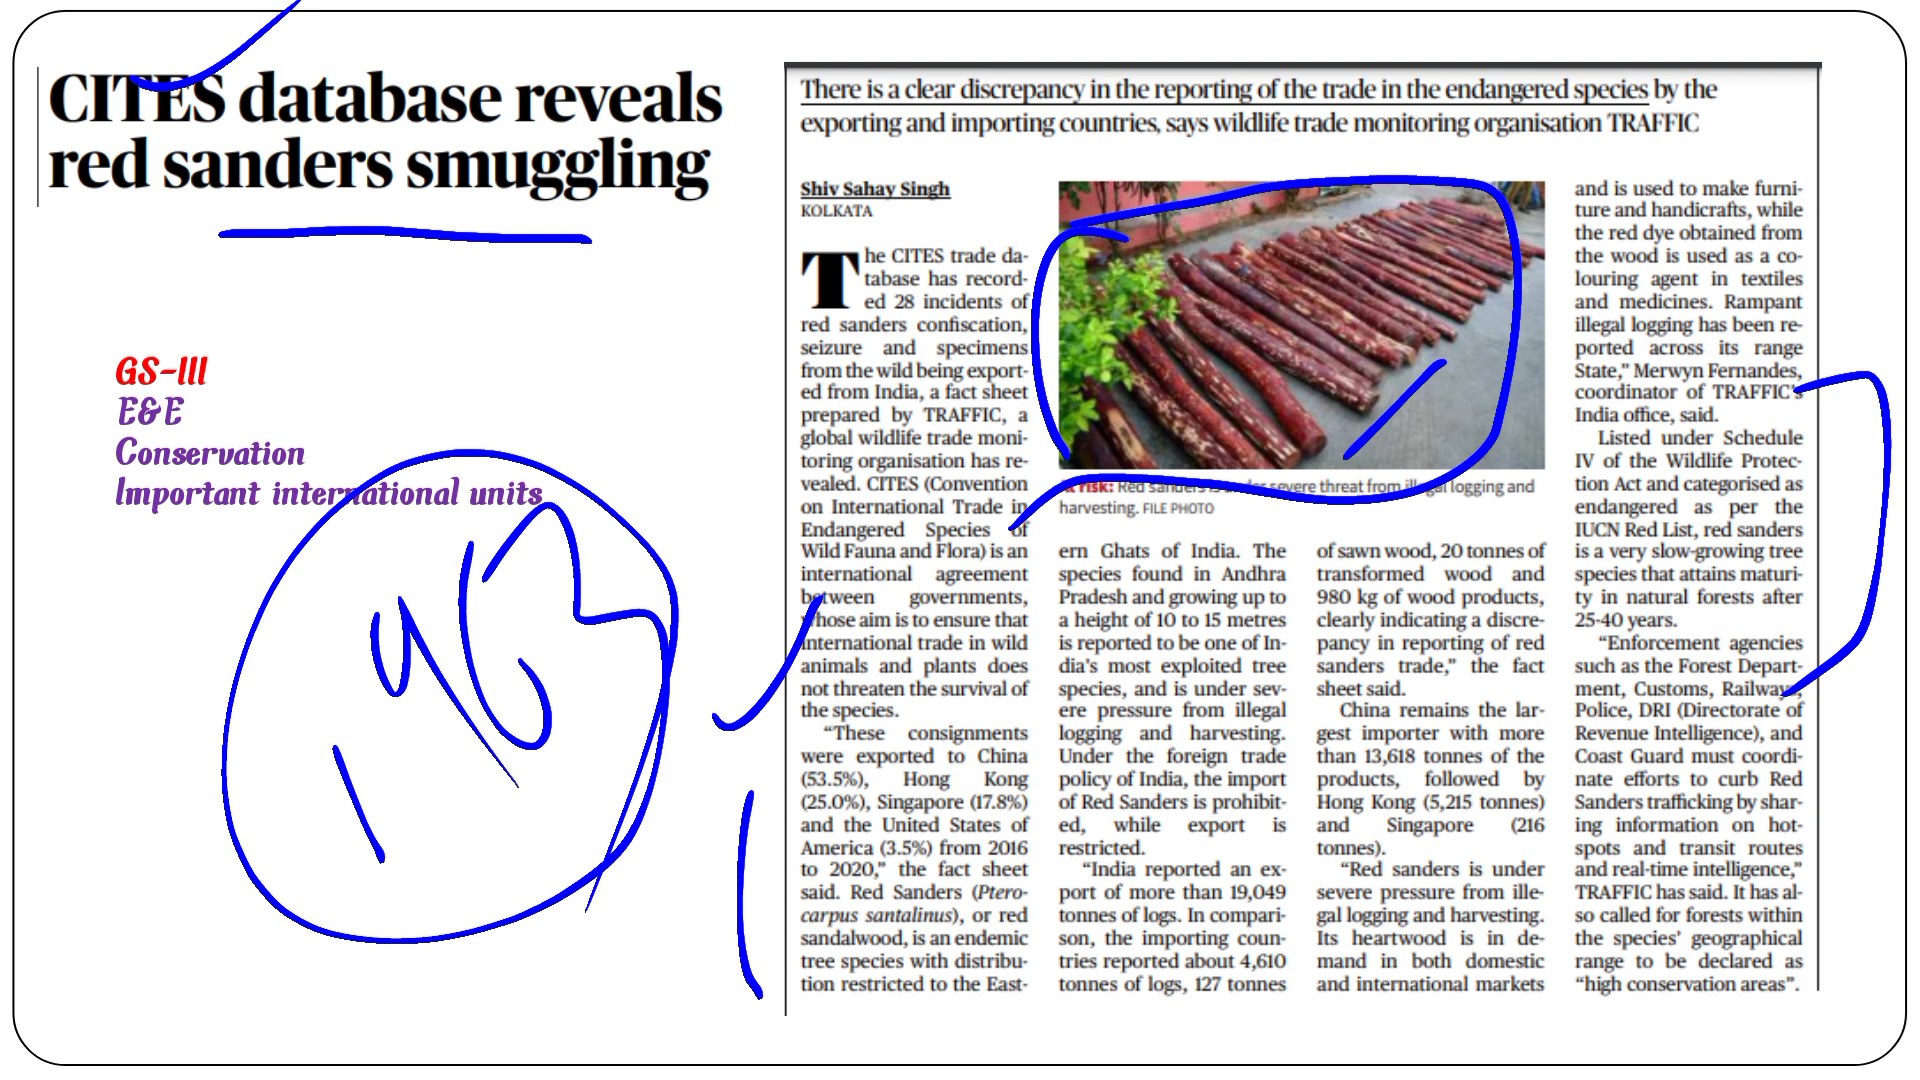 CITES database reveals
red sanders smuggling
GS-III
E&E
Conservation
Important international units
There is a clear discrepancy in the reporting of the trade in the endangered species by the
exporting and importing countries, says wildlife trade monitoring organisation TRAFFIC
Shiv Sahay Singh
KOLKATA
The CITES trade da-
tabase has record-
ed 28 incidents of
red sanders confiscation,
seizure and specimens
from the wild being export-
ed from India, a fact sheet
prepared by TRAFFIC, a
global wildlife trade moni-
toring organisation has re-
vealed. CITES (Convention
on International Trade in
Endangered Species of
Wild Fauna and Flora) is an
international agreement
between governments,
whose aim is to ensure that
international trade in wild
animals and plants does
not threaten the survival of
the species.
“These consignments
were exported to China
(53.5%), Hong Kong
(25.0%), Singapore (17.8%)
and the United States of
America (3.5%) from 2016
to 2020,” the fact sheet
said. Red Sanders (Ptero-
carpus santalinus), or red
sandalwood, is an endemic
tree species with distribu-
tion restricted to the East-
At risk: Red sanders is under severe threat from illegal logging and
harvesting. FILE PHOTO
ern Ghats of India. The
species found in Andhra
Pradesh and growing up to
a height of 10 to 15 metres
is reported to be one of In-
dia’s most exploited tree
species, and is under sev-
ere pressure from illegal
logging and harvesting.
Under the foreign trade
policy of India, the import
of Red Sanders is prohibit-
ed, while export is
restricted.
“India reported an ex-
port of more than 19,049
tonnes of logs. In compari-
son, the importing coun-
tries reported about 4,610
tonnes of logs, 127 tonnes
of sawn wood, 20 tonnes of
transformed wood and
980 kg of wood products,
clearly indicating a discre-
pancy in reporting of red
sanders trade,” the fact
sheet said.
China remains the lar-
gest importer with more
than 13,618 tonnes of the
products, followed by
Hong Kong (5,215 tonnes)
and Singapore (216
tonnes).
“Red sanders is under
severe pressure from ille-
gal logging and harvesting.
Its heartwood is in de-
mand in both domestic
and international markets
and is used to make furni-
ture and handicrafts, while
the red dye obtained from
the wood is used as a co-
louring agent in textiles
and medicines. Rampant
illegal logging has been re-
ported across its range
State,” Merwyn Fernandes,
coordinator of TRAFFIC’s
India office, said.
Listed under Schedule
IV of the Wildlife Protec-
tion Act and categorised as
endangered as per the
IUCN Red List, red sanders
is a very slow-growing tree
species that attains maturi-
ty in natural forests after
25-40 years.
“Enforcement agencies
such as the Forest Depart-
ment, Customs, Railways,
Police, DRI (Directorate of
Revenue Intelligence), and
Coast Guard must coordi-
nate efforts to curb Red
Sanders trafficking by shar-
ing information on hot-
spots and transit routes
and real-time intelligence,”
TRAFFIC has said. It has al-
so called for forests within
the species’ geographical
range to be declared as
“high conservation areas”.